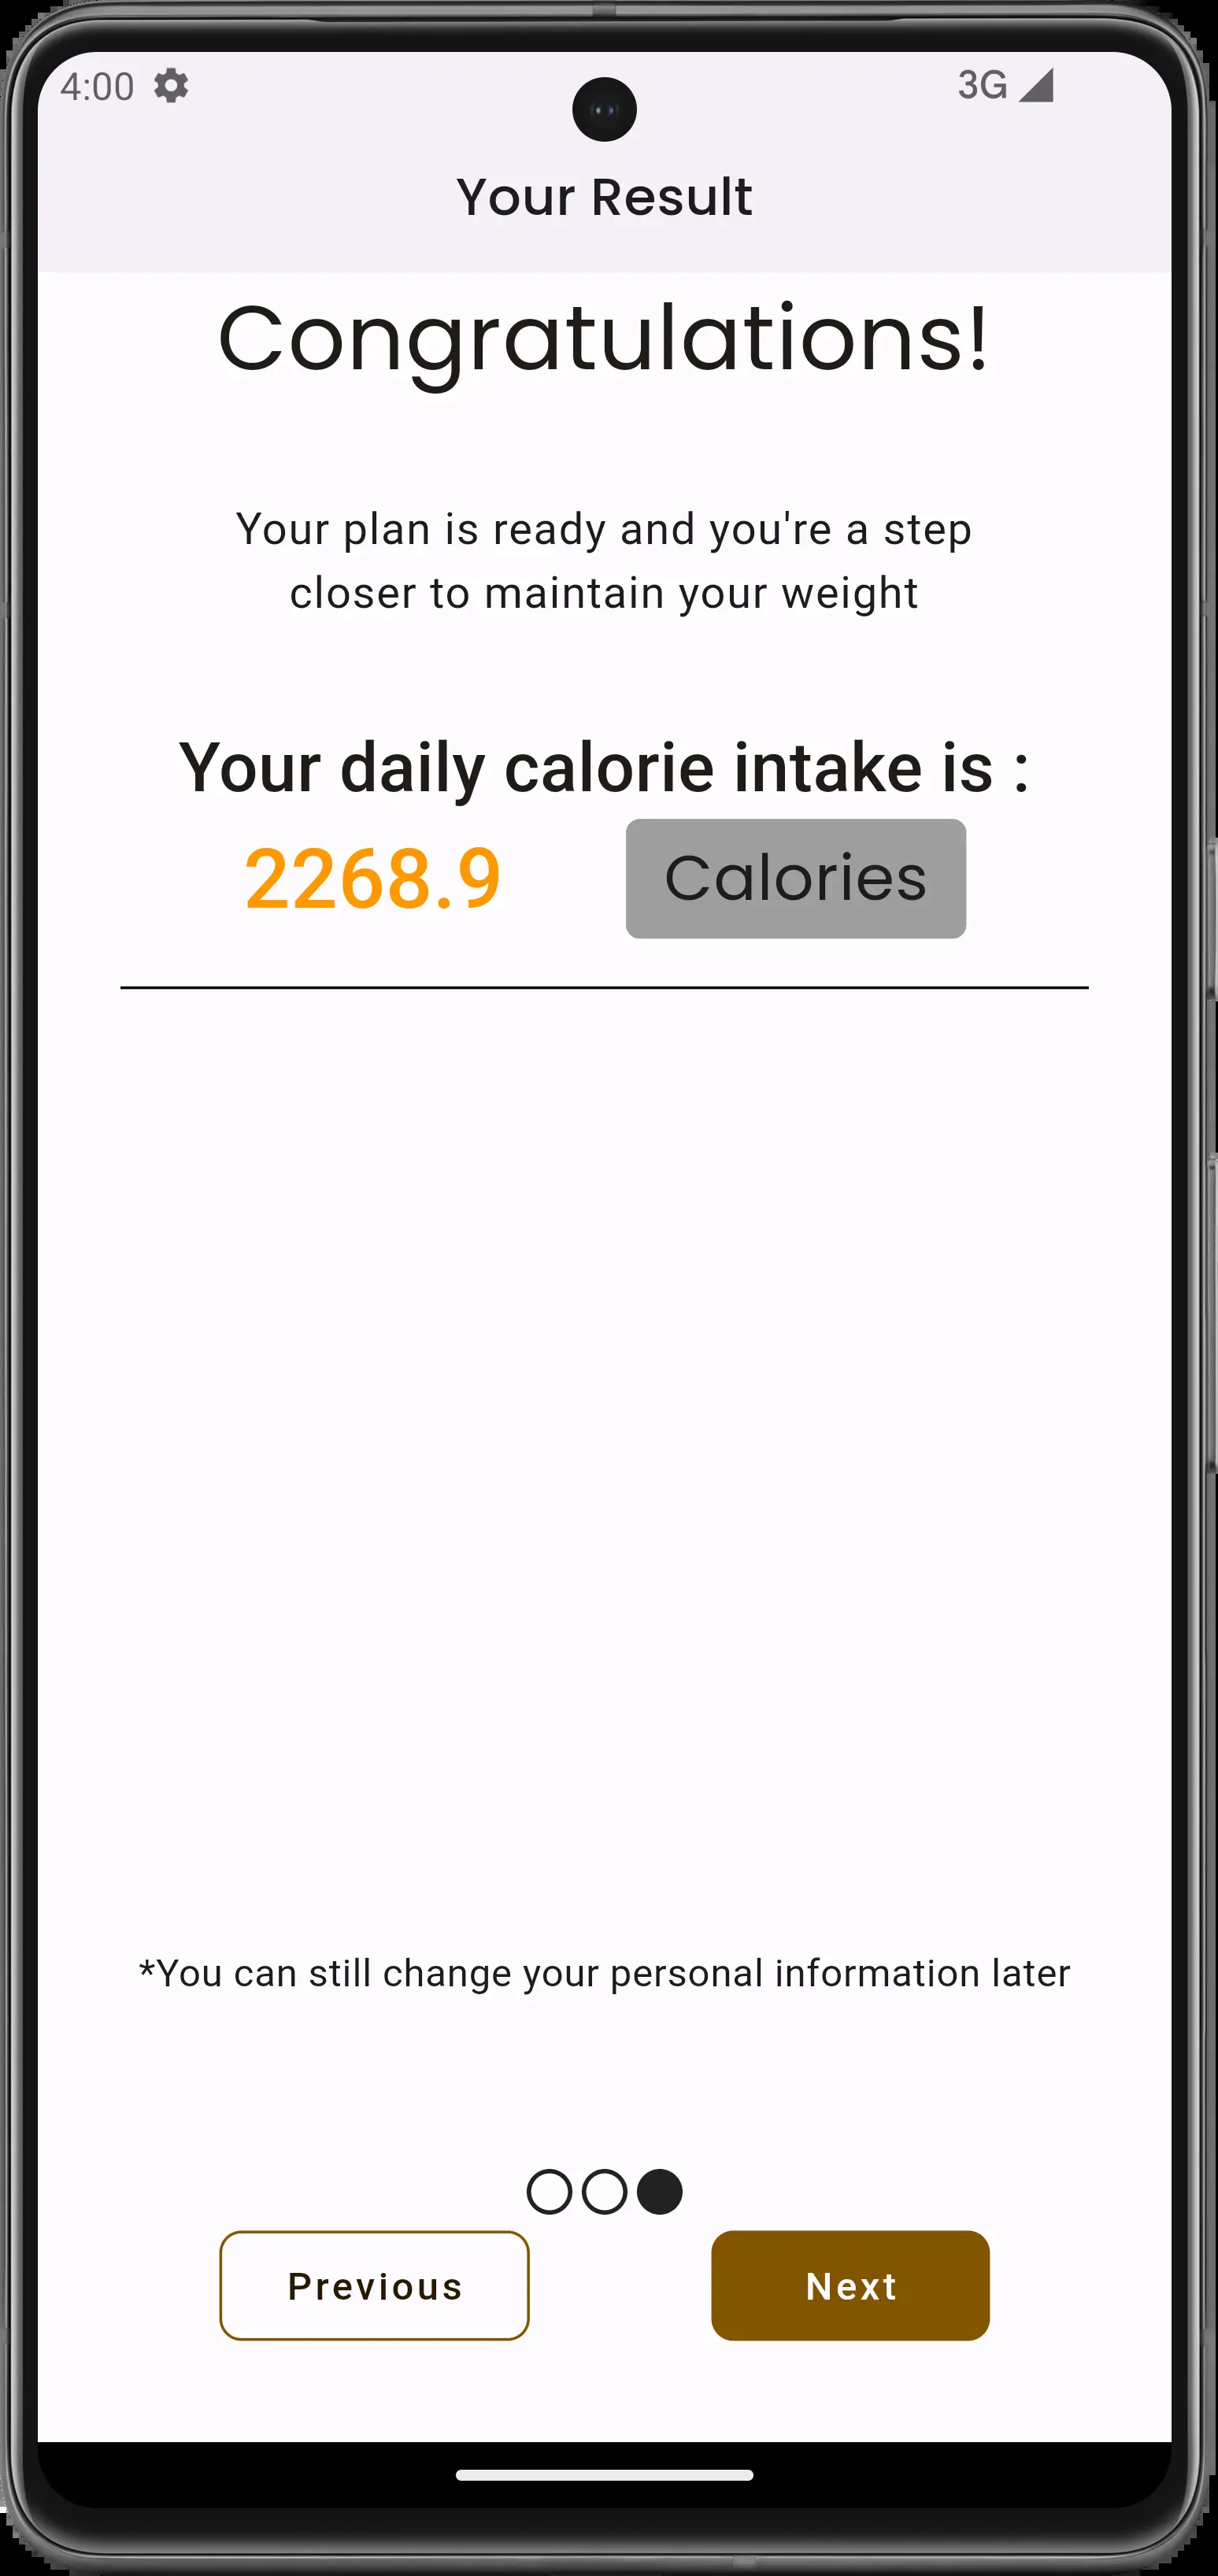 4:00 3G
Your Result
Congratulations!
Your plan is ready and you're a step
closer to maintain your weight
Your daily calorie intake is :
2268.9 Calories
*You can still change your personal information later
Previous Next